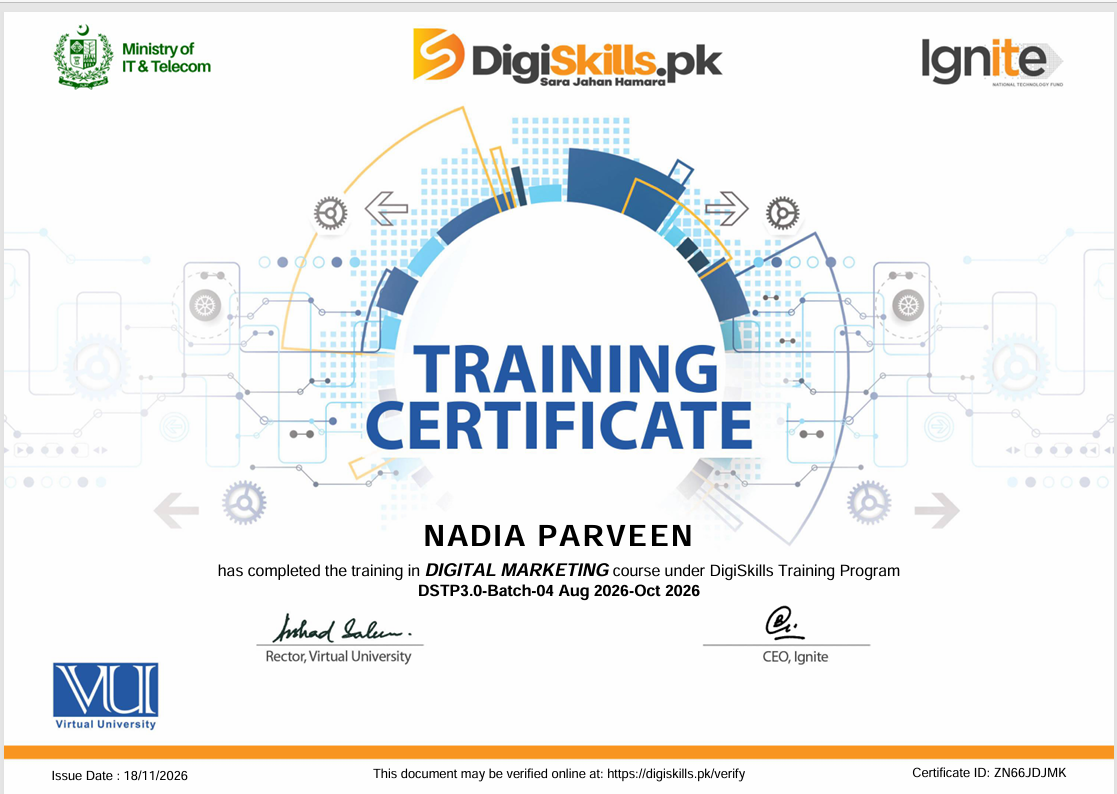 Ministry of
IT & Telecom
DigiSkills.pk
Sara Jahan Hamara
Ignite
NATIONAL TECHNOLOGY FUND
TRAINING
CERTIFICATE
NADIA PARVEEN
has completed the training in DIGITAL MARKETING course under DigiSkills Training Program
DSTP3.0-Batch-04 Aug 2026-Oct 2026
Rector, Virtual University
CEO, Ignite
VU
Virtual University
Issue Date : 18/11/2026
This document may be verified online at: https://digiskills.pk/verify
Certificate ID: ZN66JDJMK